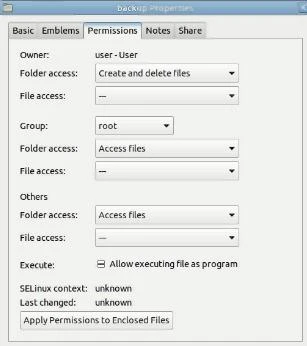 backup Properties
Basic Emblems Permissions Notes Share
Owner: user - User
Folder access: Create and delete files
File access: ---
Group: root
Folder access: Access files
File access: ---
Others
Folder access: Access files
File access: ---
Execute: Allow executing file as program
SELinux context: unknown
Last changed: unknown
Apply Permissions to Enclosed Files